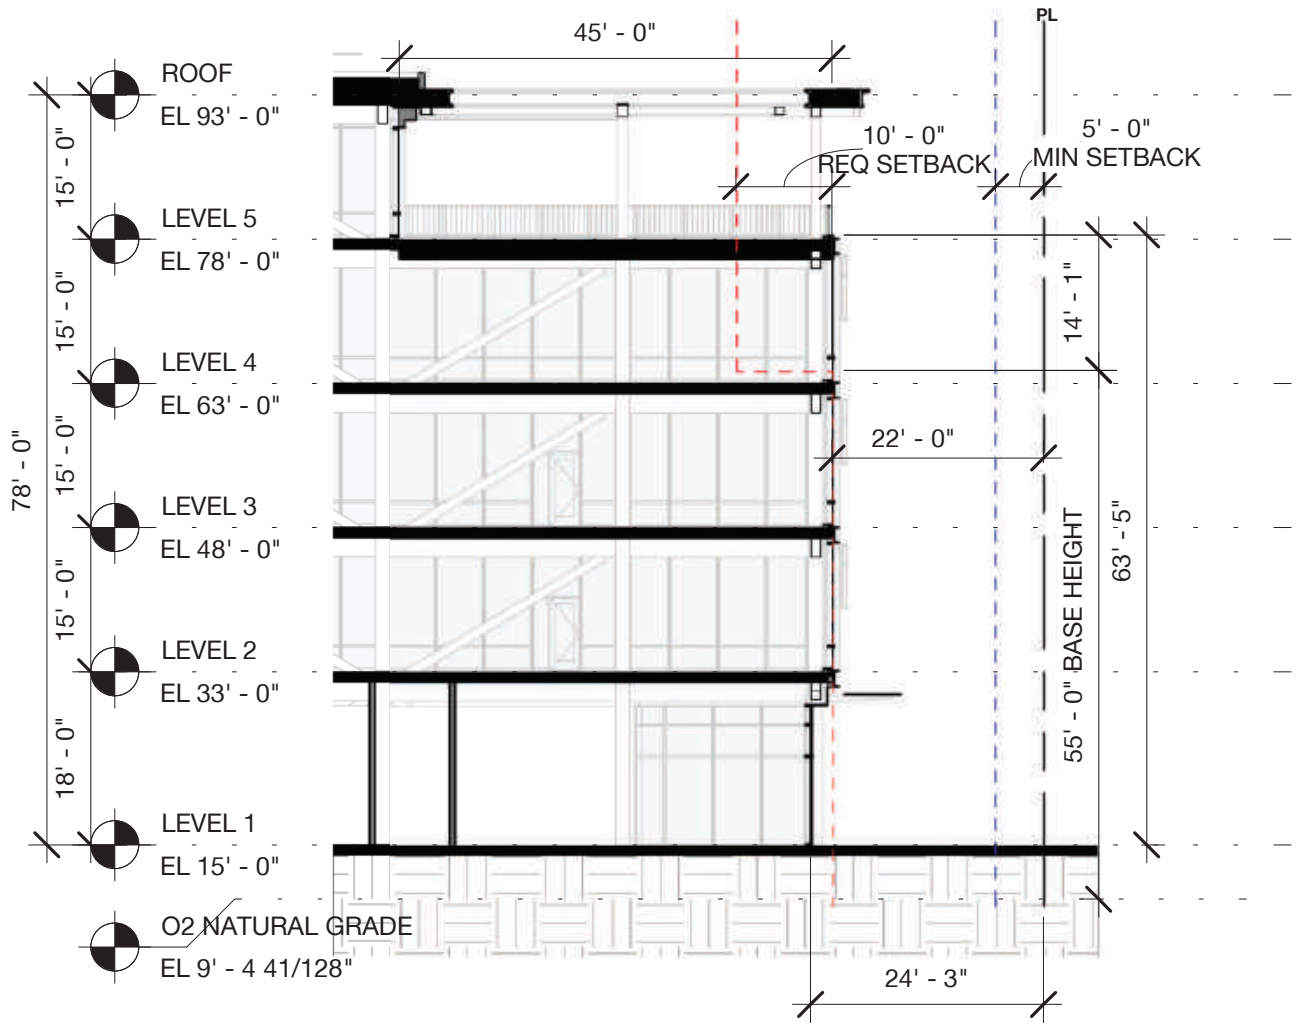 PL
45' - 0"
ROOF
EL 93' - 0"
10' - 0"
REQ SETBACK
5' - 0"
MIN SETBACK
15' - 0"
LEVEL 5
EL 78' - 0"
15' - 0"
14' - 1"
LEVEL 4
EL 63' - 0"
78' - 0"
15' - 0"
22' - 0"
LEVEL 3
EL 48' - 0"
63' - 5"
55' - 0" BASE HEIGHT
15' - 0"
LEVEL 2
EL 33' - 0"
18' - 0"
LEVEL 1
EL 15' - 0"
O2 NATURAL GRADE
EL 9' - 4 41/128"
24' - 3"